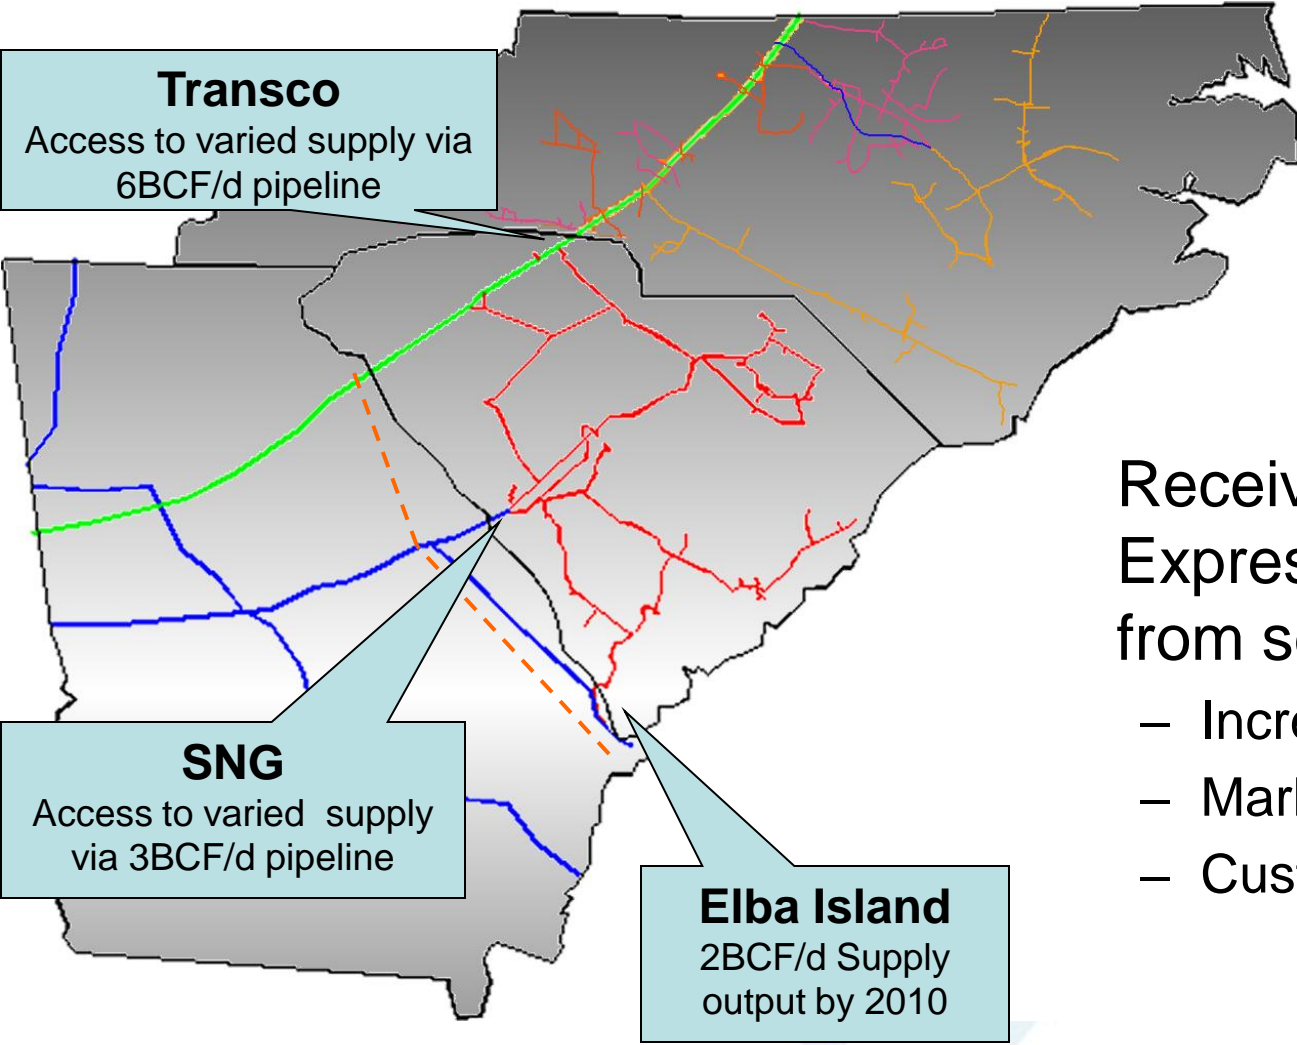 Transco
Access to varied supply via
6BCF/d pipeline
SNG
Access to varied  supply
via 3BCF/d pipeline
Elba Island
2BCF/d Supply
output by 2010
from
–
–
–